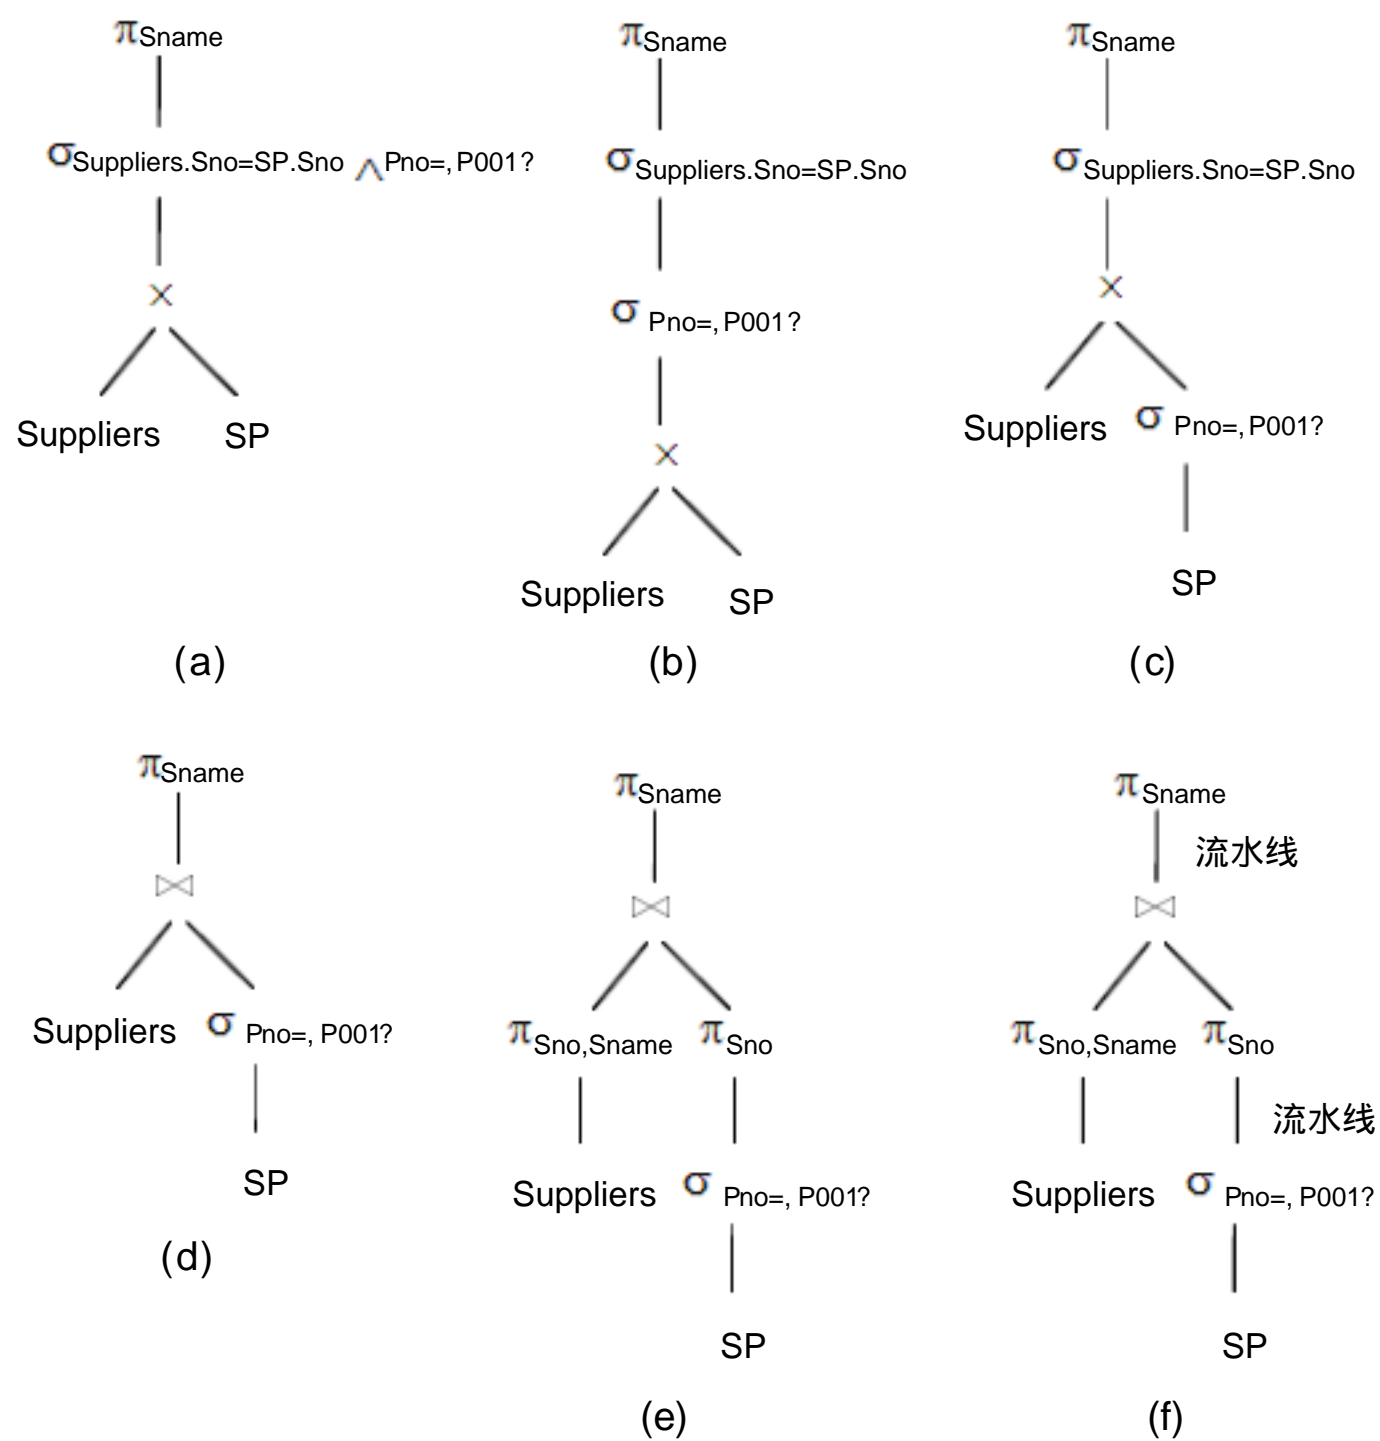 πSname
σSuppliers.Sno=SP.Sno ∧Pno=‚P001?
×
Suppliers SP
(a)
πSname
σSuppliers.Sno=SP.Sno
σ Pno=‚P001?
×
Suppliers SP
(b)
πSname
σSuppliers.Sno=SP.Sno
×
Suppliers σ Pno=‚P001?
SP
(c)
πSname
⋈
Suppliers σ Pno=‚P001?
SP
(d)
πSname
⋈
πSno,Sname πSno
Suppliers σ Pno=‚P001?
SP
(e)
πSname
流水线
⋈
πSno,Sname πSno
流水线
Suppliers σ Pno=‚P001?
SP
(f)